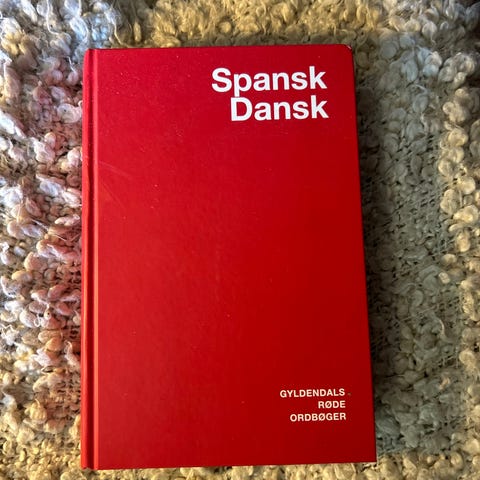 Spansk
Dansk
GYLDENDALS
RØDE
ORDBØGER